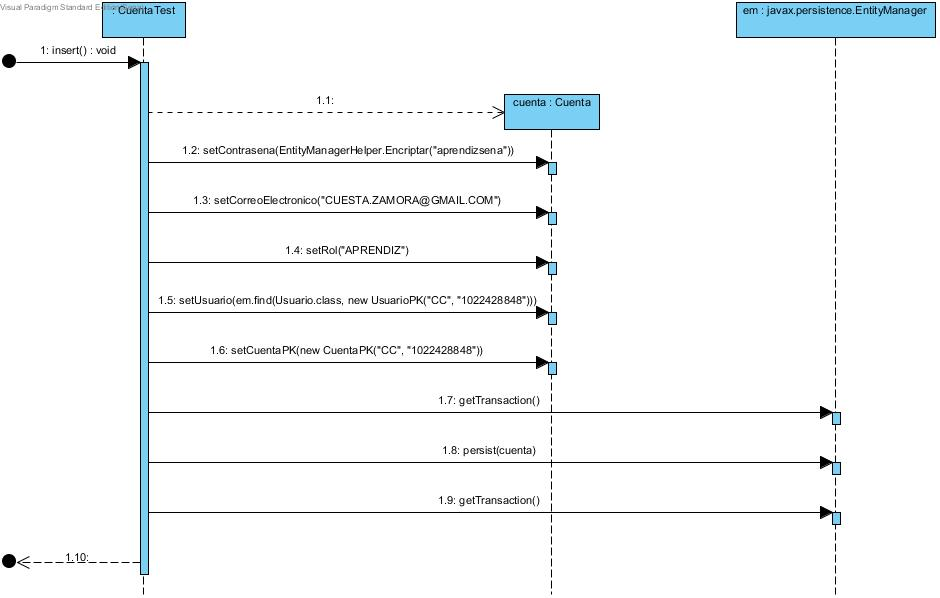 Visual Paradigm Standard
: CuentaTest
em : javax.persistence.EntityManager
1: insert() : void
1.1:
cuenta : Cuenta
1.2: setContrasena(EntityManagerHelper.Encriptar("aprendizsena"))
1.3: setCorreoElectronico("CUESTA.ZAMORA@GMAIL.COM")
1.4: setRol("APRENDIZ")
1.5: setUsuario(em.find(Usuario.class, new UsuarioPK("CC", "1022428848")))
1.6: setCuentaPK(new CuentaPK("CC", "1022428848"))
1.7: getTransaction()
1.8: persist(cuenta)
1.9: getTransaction()
1.10: